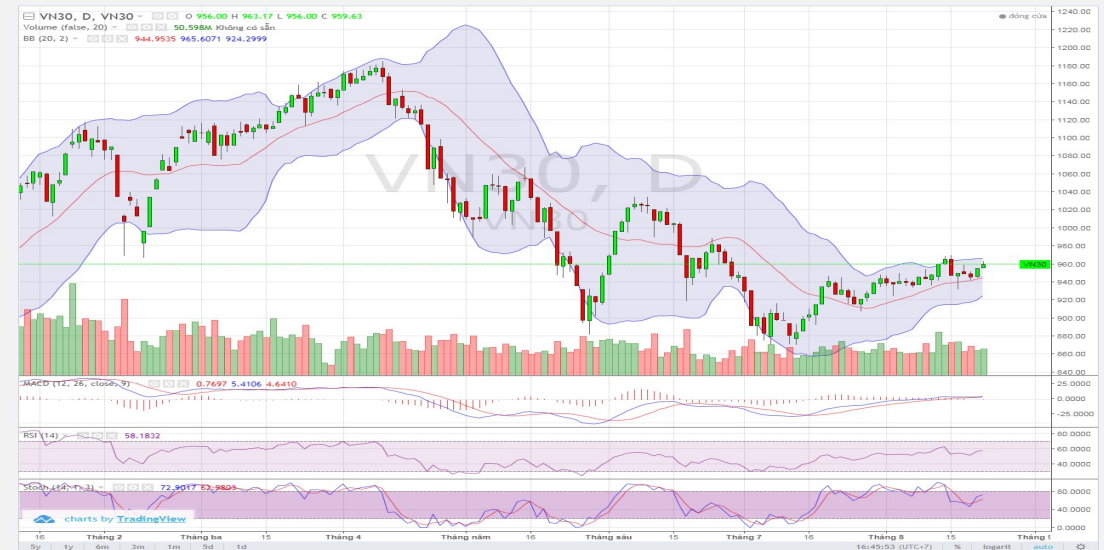 VN30, D, VN30 O 956.00 H 963.17 L 956.00 C 959.63
Volume (false, 20) 50.598M Không có sẵn
BB (20, 2) 944.9535 965.6071 924.2999
đóng cửa
1240.00
1220.00
1200.00
1180.00
1160.00
1140.00
1120.00
1100.00
1080.00
1060.00
1040.00
1020.00
1000.00
980.00
960.00
940.00
920.00
900.00
880.00
860.00
840.00
VN30, D
VN30
VN30
MACD (12, 26, close, 9) 0.7697 5.4106 4.6410
25.0000
0.0000
-25.0000
RSI (14) 58.1832
80.0000
60.0000
40.0000
Stoch (14, 1, 3) 72.9017 62.9803
80.0000
40.0000
0.0000
charts by TradingView
16 Tháng 2 15 Tháng ba 15 Tháng 4 16 Tháng năm 16 Tháng sáu 15 Tháng 7 16 Tháng 8 15 Tháng 9
5y 1y 6m 3m 1m 5d 1d 16:45:53 (UTC+7) % logarit auto